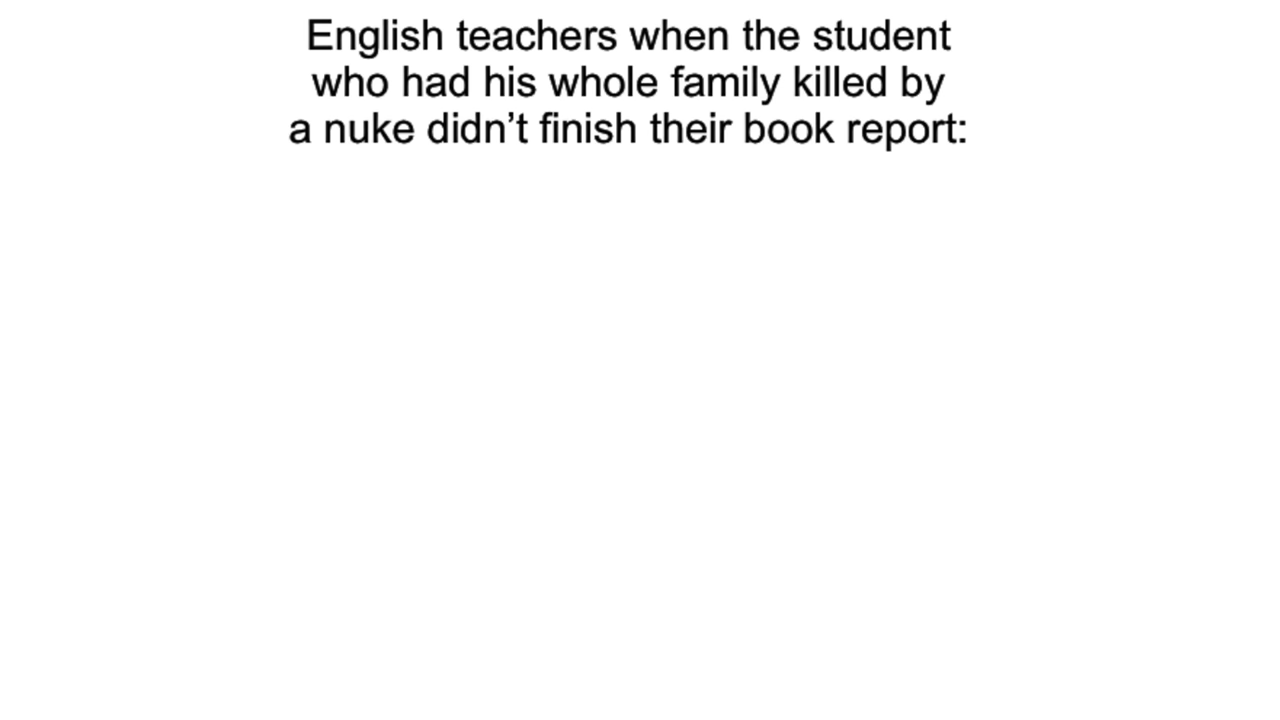 English teachers when the student
who had his whole family killed by
a nuke didn’t finish their book report: